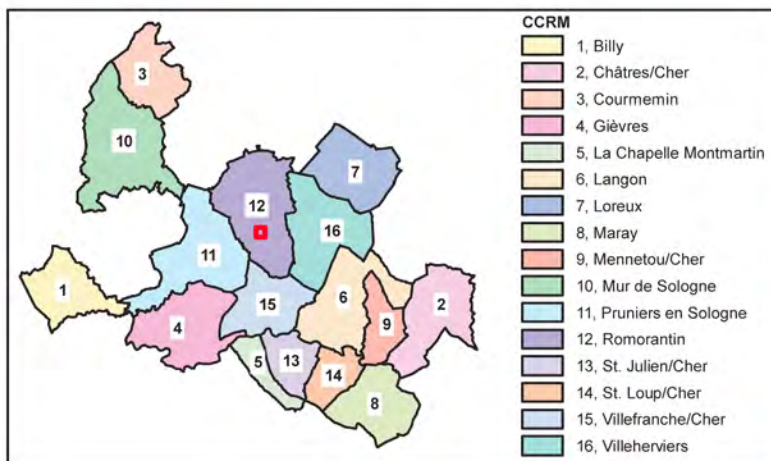 CCRM
1, Billy
2, Châtres/Cher
3, Courmemin
4, Gièvres
5, La Chapelle Montmartin
6, Langon
7, Loreux
8, Maray
9, Mennetou/Cher
10, Mur de Sologne
11, Pruniers en Sologne
12, Romorantin
13, St. Julien/Cher
14, St. Loup/Cher
15, Villefranche/Cher
16, Villeherviers
3
10
7
12
16
11
1
15
6
2
4
9
5
13
14
8